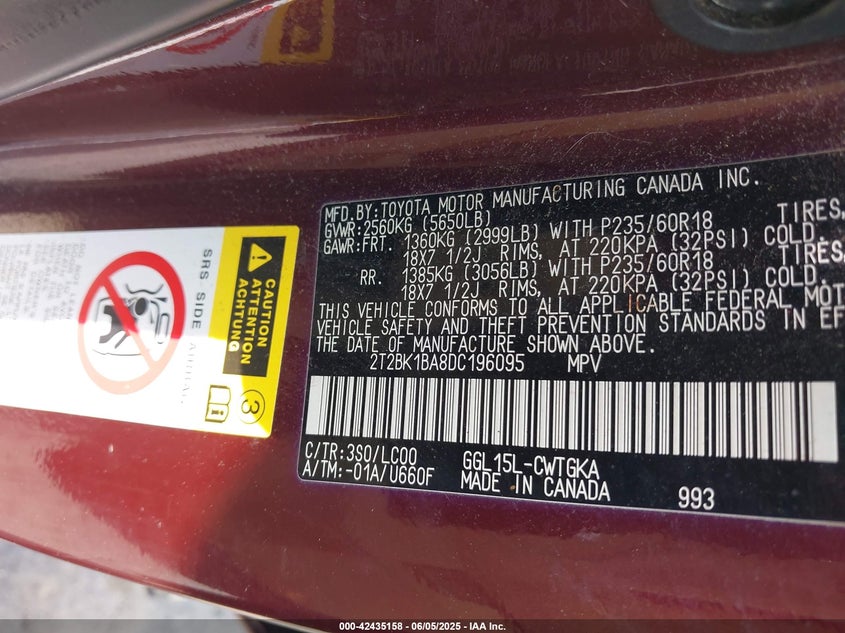 MFD.BY:TOYOTA MOTOR MANUFACTURING CANADA INC.
GVWR:2560KG (5650LB)
GAWR:FRT. 1360KG (2999LB) WITH P235/60R18 TIRES,
18X7 1/2J RIMS, AT 220KPA (32PSI) COLD.
RR. 1385KG (3056LB) WITH P235/60R18 TIRES,
18X7 1/2J RIMS, AT 220KPA (32PSI) COLD.
THIS VEHICLE CONFORMS TO ALL APPLICABLE FEDERAL MOT
VEHICLE SAFETY AND THEFT PREVENTION STANDARDS IN EF
THE DATE OF MANUFACTURE SHOWN ABOVE.
2T2BK1BA8DC196095 MPV
C/TR:3S0/LC00 GGL15L-CWTGKA
A/TM:-01A/U660F MADE IN CANADA 993
CAUTION
ATTENTION
ACHTUNG
3
SRS SIDE AIRBAG
000-42435158 - 06/05/2025 - IAA Inc.